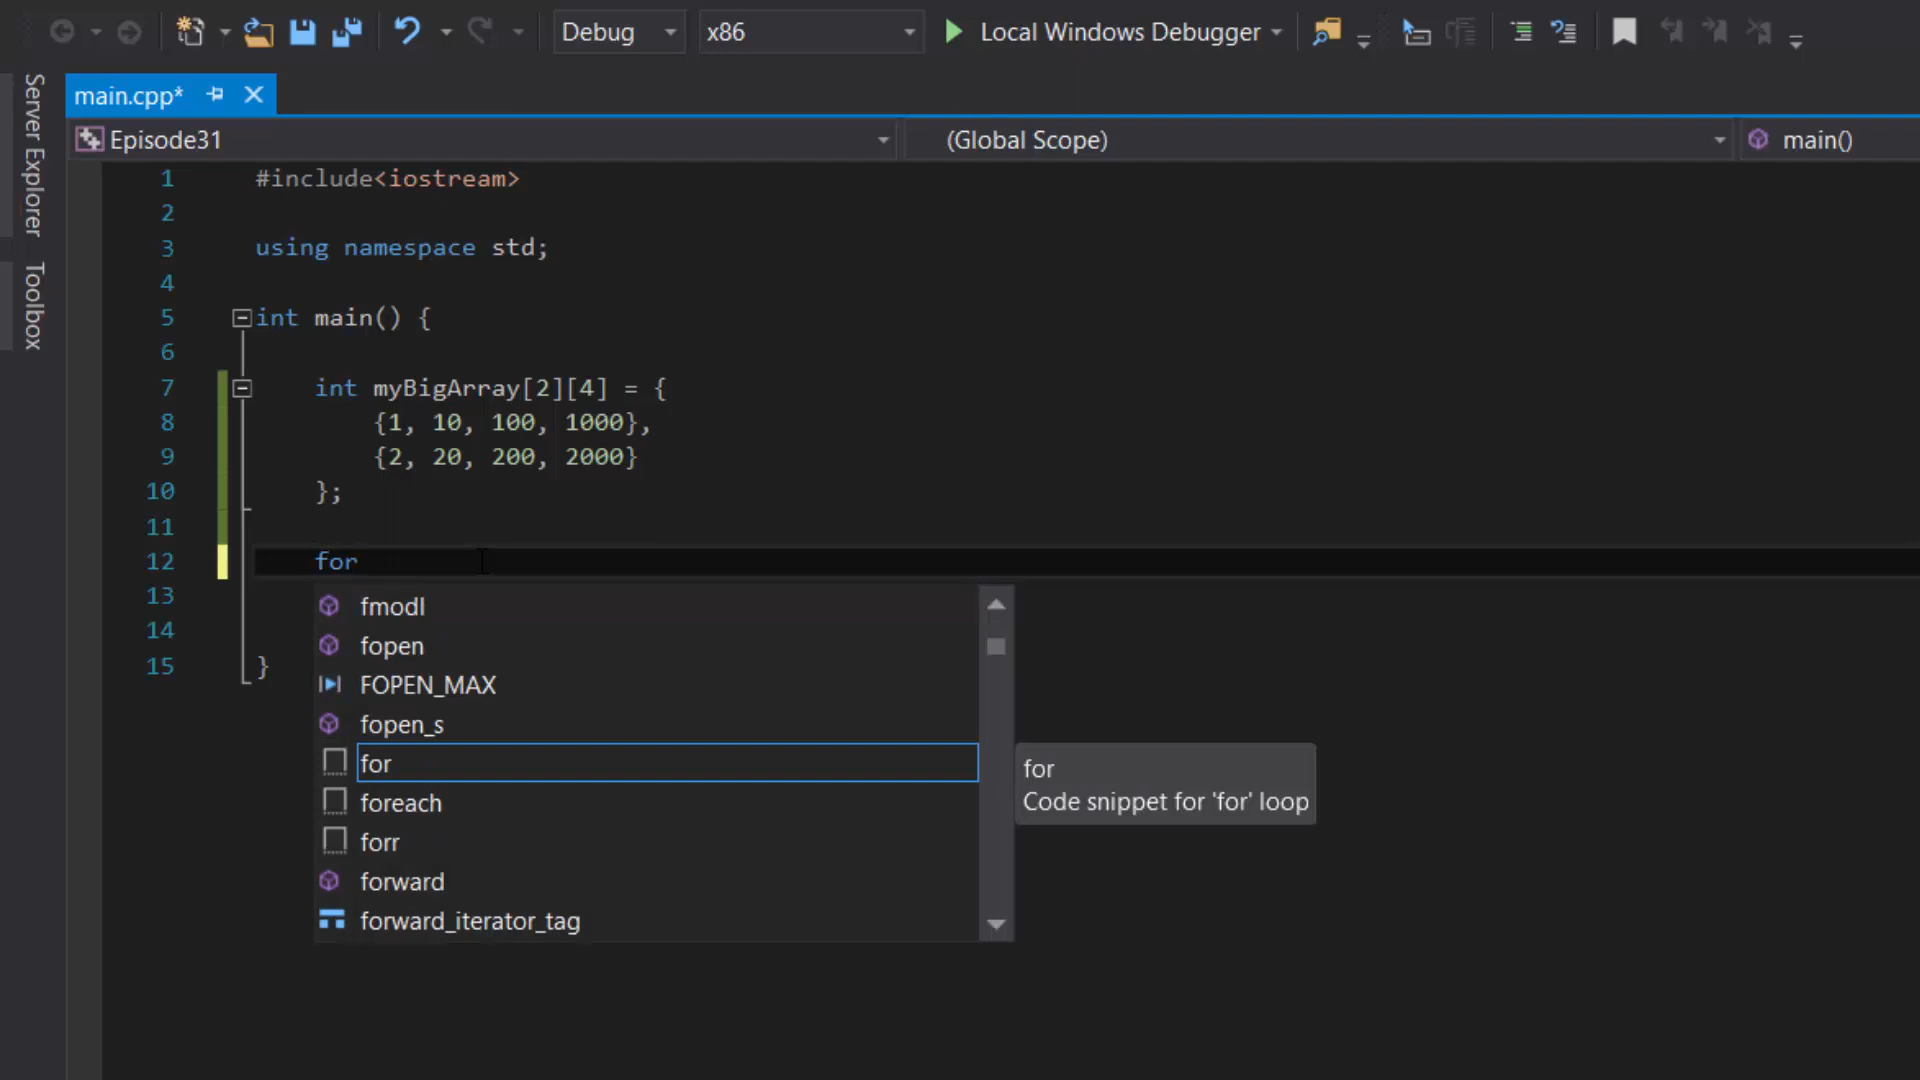 Debug x86 Local Windows Debugger
Server Explorer
Toolbox
main.cpp*
Episode31 (Global Scope) main()
1 #include<iostream>
2
3 using namespace std;
4
5 int main() {
6
7 int myBigArray[2][4] = {
8 {1, 10, 100, 1000},
9 {2, 20, 200, 2000}
10 };
11
12 for
13
14
15 }
fmodl
fopen
FOPEN_MAX
fopen_s
for
foreach
forr
forward
forward_iterator_tag
for
Code snippet for 'for' loop